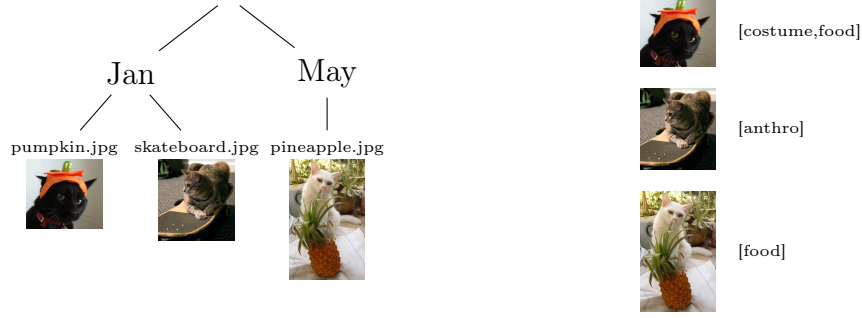 Jan
May
pumpkin.jpg
skateboard.jpg
pineapple.jpg
[costume,food]
[anthro]
[food]